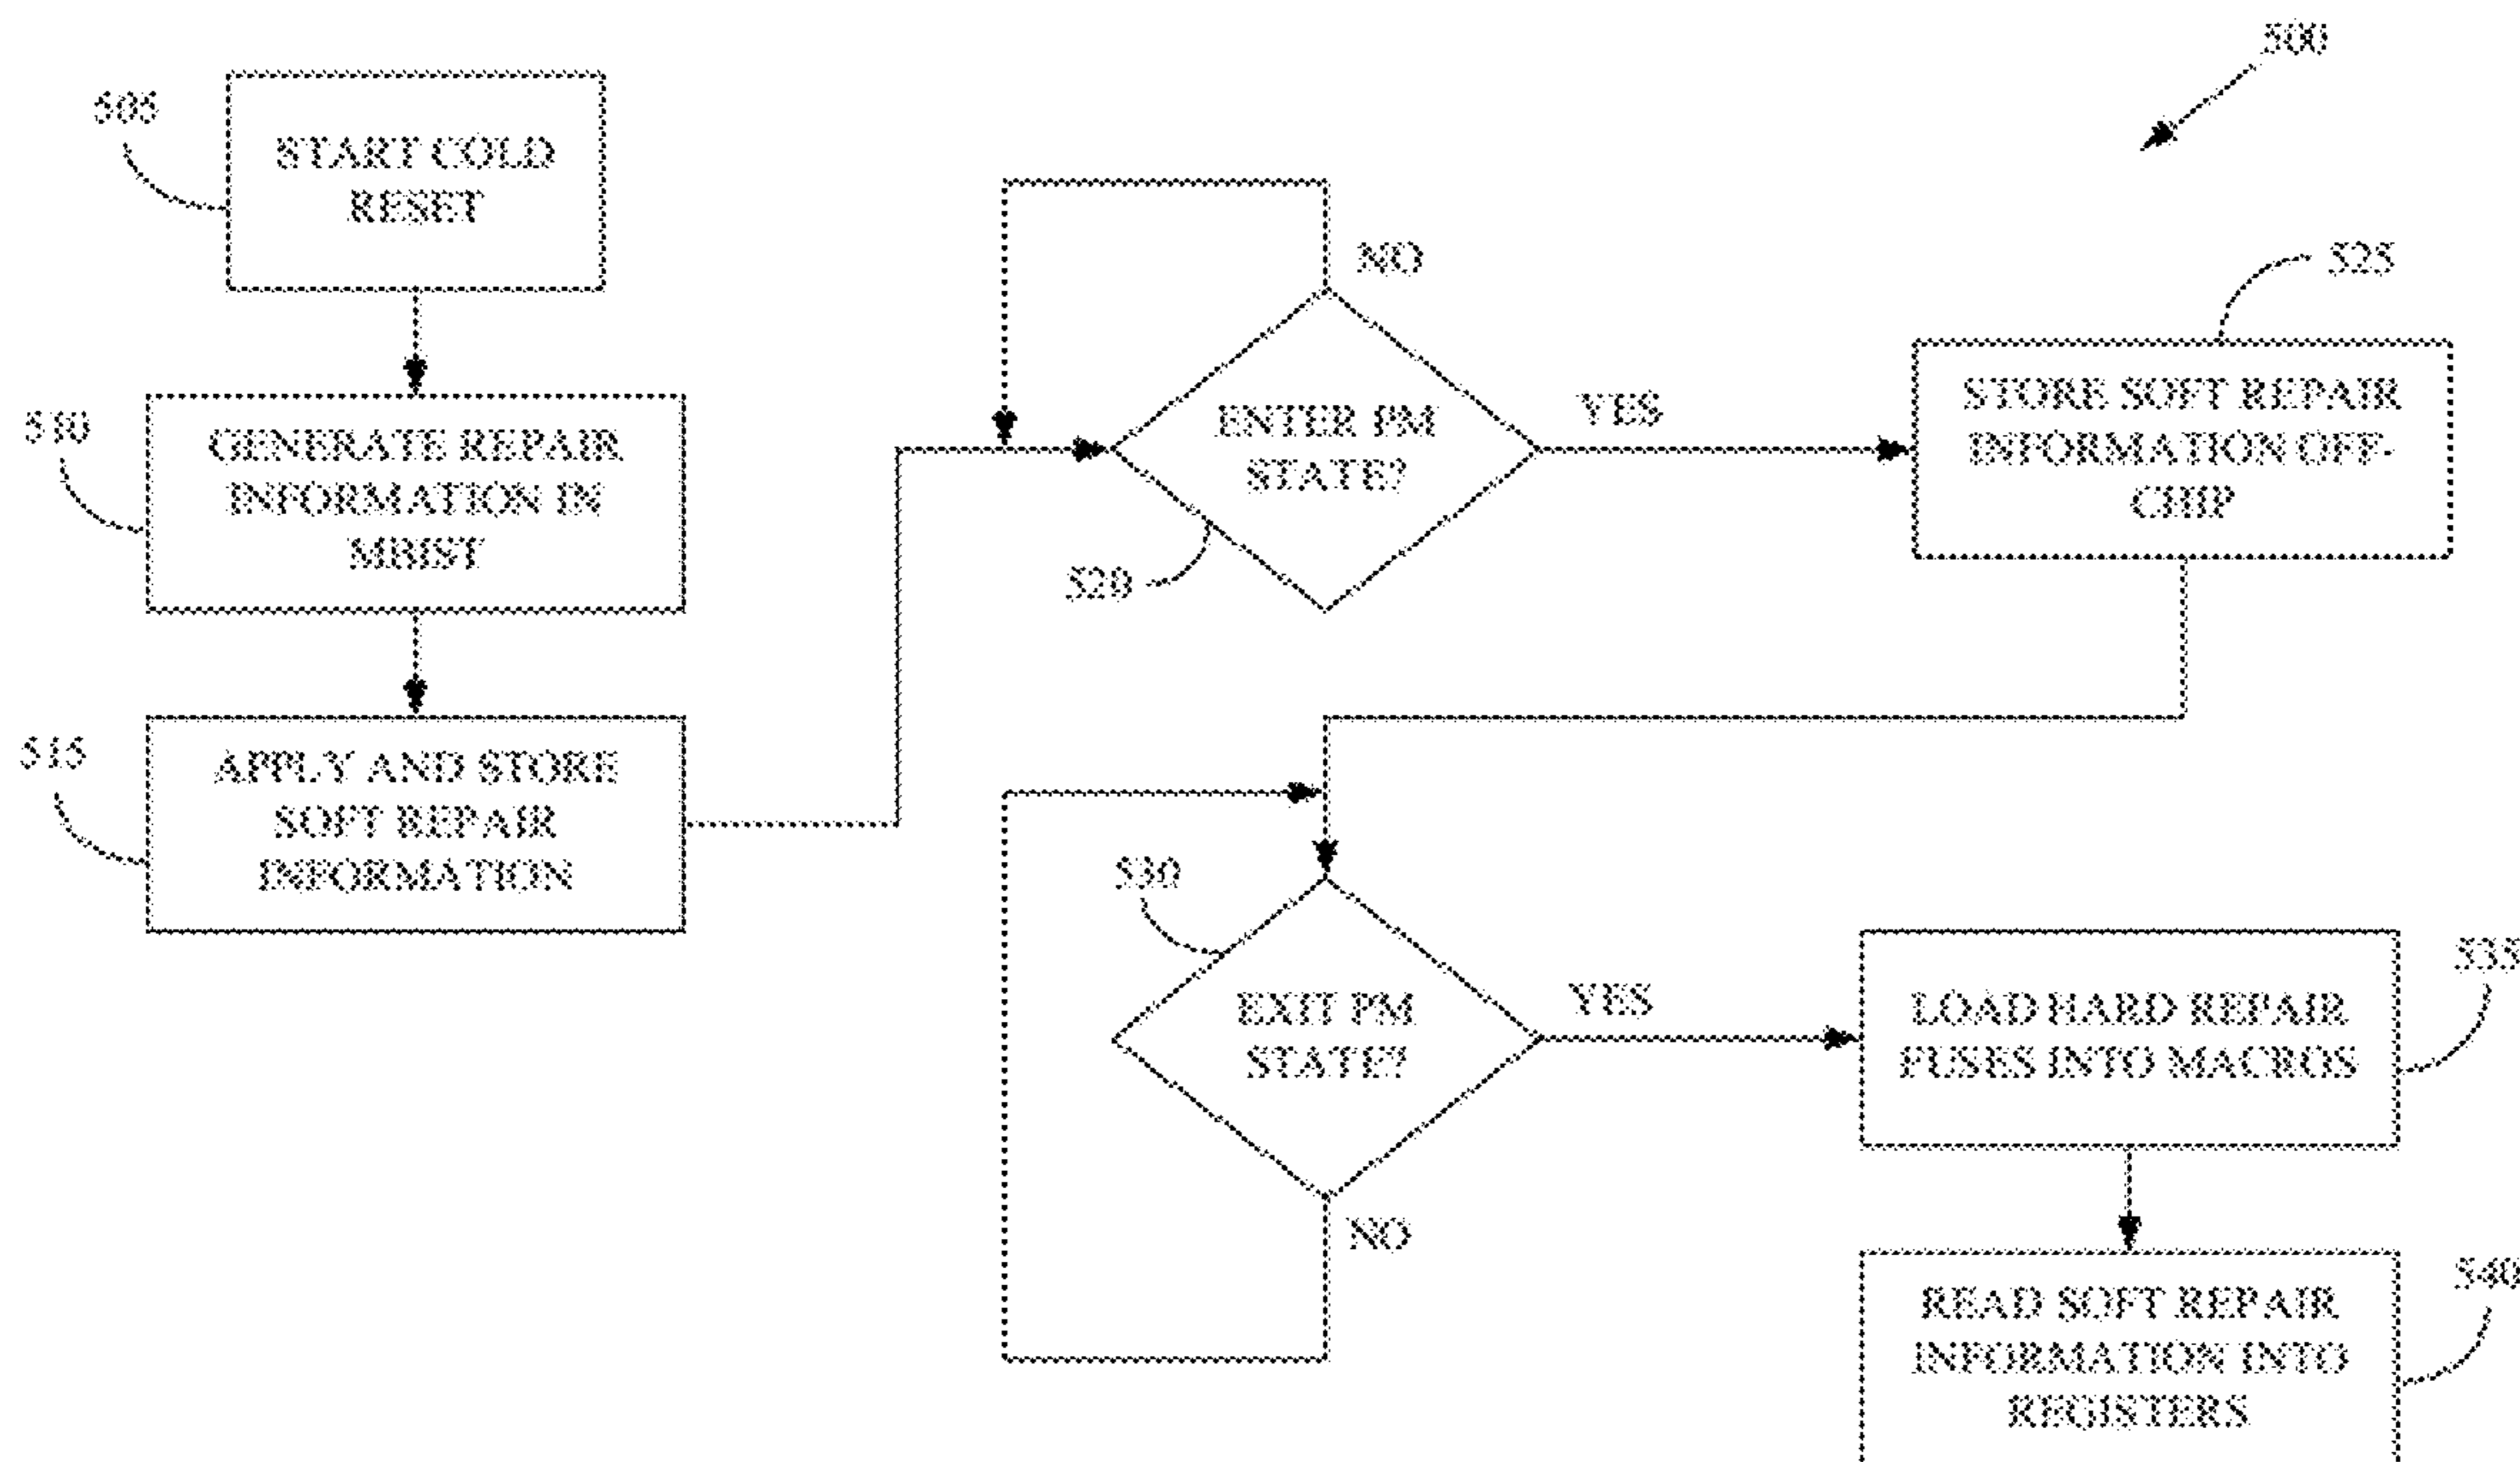 500
505
START COLD
RESET
510
GENERATE REPAIR
INFORMATION IN
MBIST
515
APPLY AND STORE
SOFT REPAIR
INFORMATION
NO
ENTER PM
STATE?
520
YES
525
STORE SOFT REPAIR
INFORMATION OFF-
CHIP
530
EXIT PM
STATE?
YES
NO
535
LOAD HARD REPAIR
FUSES INTO MACROS
540
READ SOFT REPAIR
INFORMATION INTO
REGISTERS